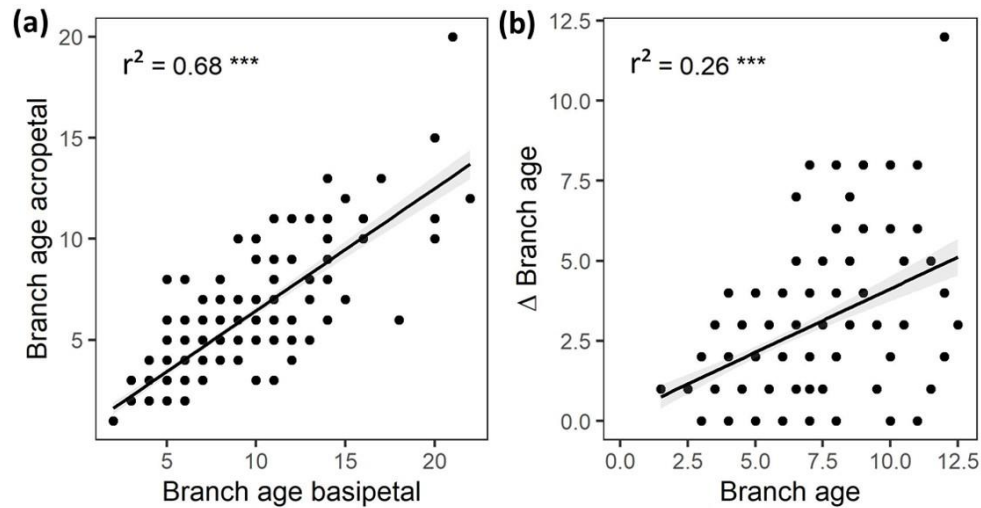 (a)
r² = 0.68 ***
Branch age acropetal
20
15
10
5
5 10 15 20
Branch age basipetal
(b)
r² = 0.26 ***
Δ Branch age
12.5
10.0
7.5
5.0
2.5
0.0
0.0 2.5 5.0 7.5 10.0 12.5
Branch age